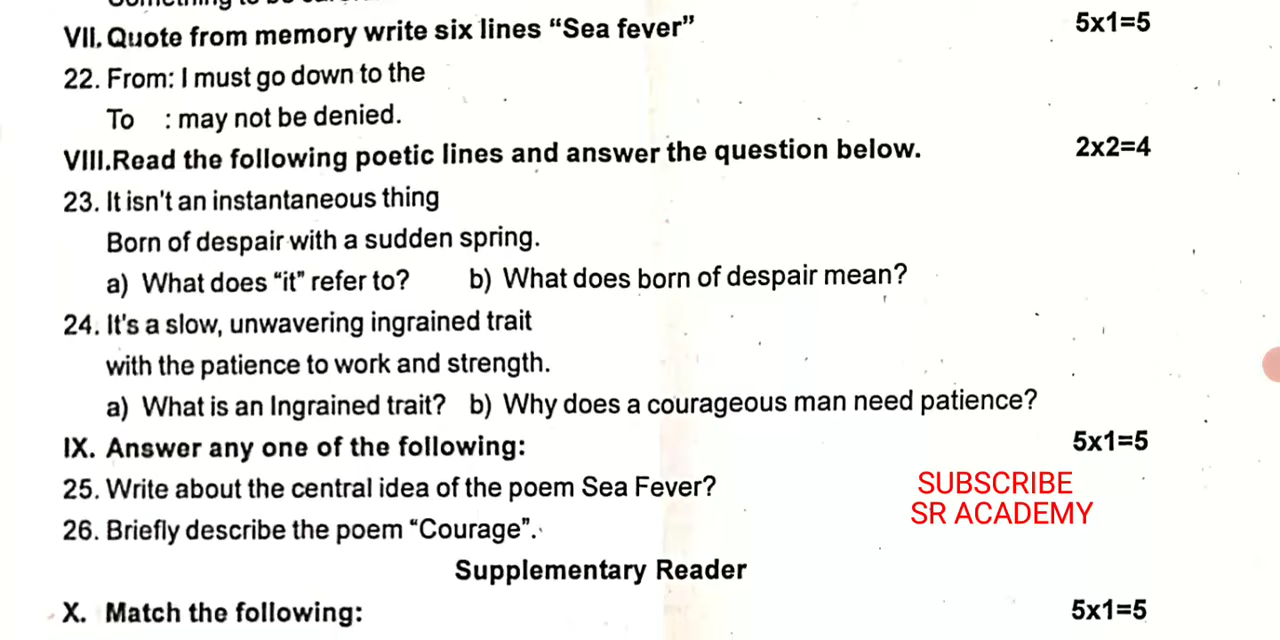 VII. Quote from memory write six lines “Sea fever” 5x1=5
22. From: I must go down to the
To : may not be denied.
VIII.Read the following poetic lines and answer the question below. 2x2=4
23. It isn't an instantaneous thing
Born of despair with a sudden spring.
a) What does “it” refer to? b) What does born of despair mean?
24. It's a slow, unwavering ingrained trait
with the patience to work and strength.
a) What is an Ingrained trait? b) Why does a courageous man need patience?
IX. Answer any one of the following: 5x1=5
25. Write about the central idea of the poem Sea Fever?
SUBSCRIBE
SR ACADEMY
26. Briefly describe the poem “Courage”.
Supplementary Reader
X. Match the following: 5x1=5